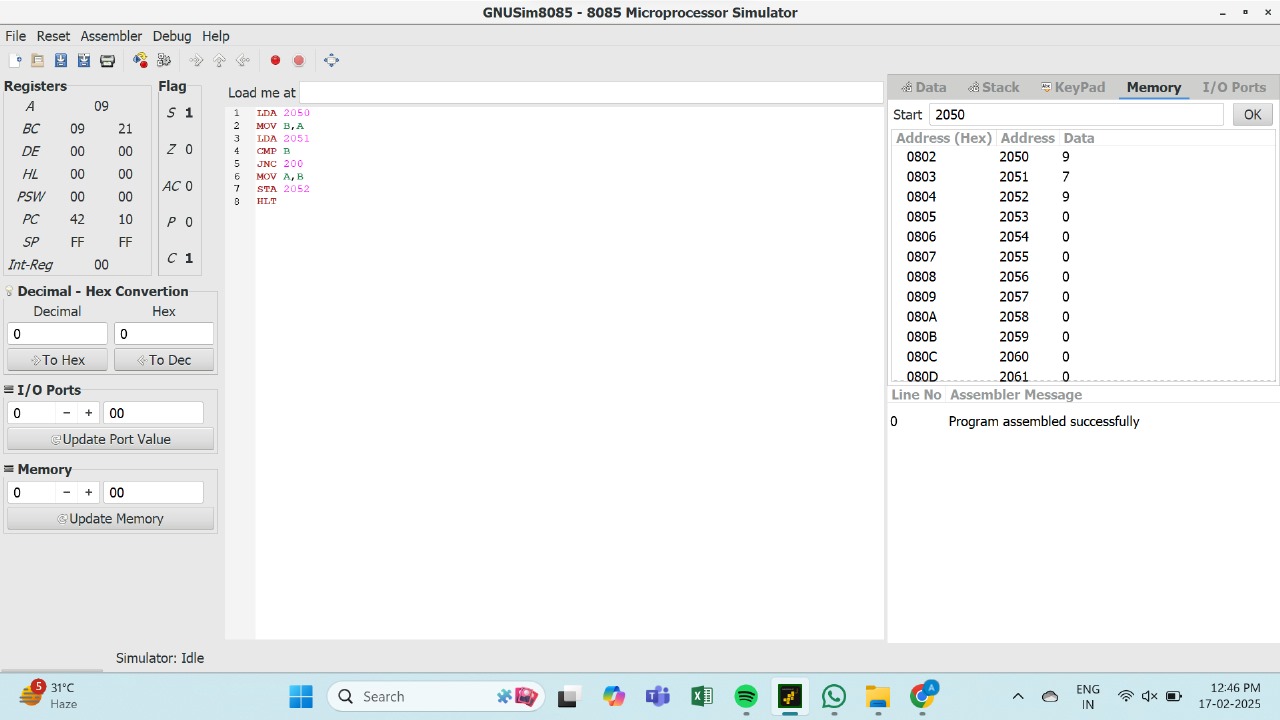 GNUSim8085 - 8085 Microprocessor Simulator
File Reset Assembler Debug Help
Registers
A 09
BC 09 21
DE 00 00
HL 00 00
PSW 00 00
PC 42 10
SP FF FF
Int-Reg 00
Flag
S 1
Z 0
AC 0
P 0
C 1
Decimal - Hex Convertion
Decimal Hex
0 0
To Hex To Dec
I/O Ports
0 − + 00
Update Port Value
Memory
0 − + 00
Update Memory
Load me at
1 LDA 2050
2 MOV B,A
3 LDA 2051
4 CMP B
5 JNC 200
6 MOV A,B
7 STA 2052
8 HLT
Data Stack KeyPad Memory I/O Ports
Start 2050 OK
Address (Hex) Address Data
0802 2050 9
0803 2051 7
0804 2052 9
0805 2053 0
0806 2054 0
0807 2055 0
0808 2056 0
0809 2057 0
080A 2058 0
080B 2059 0
080C 2060 0
080D 2061 0
Line No Assembler Message
0 Program assembled successfully
Simulator: Idle
5 31°C
Haze
Search
A
ENG
IN
12:46 PM
17-02-2025